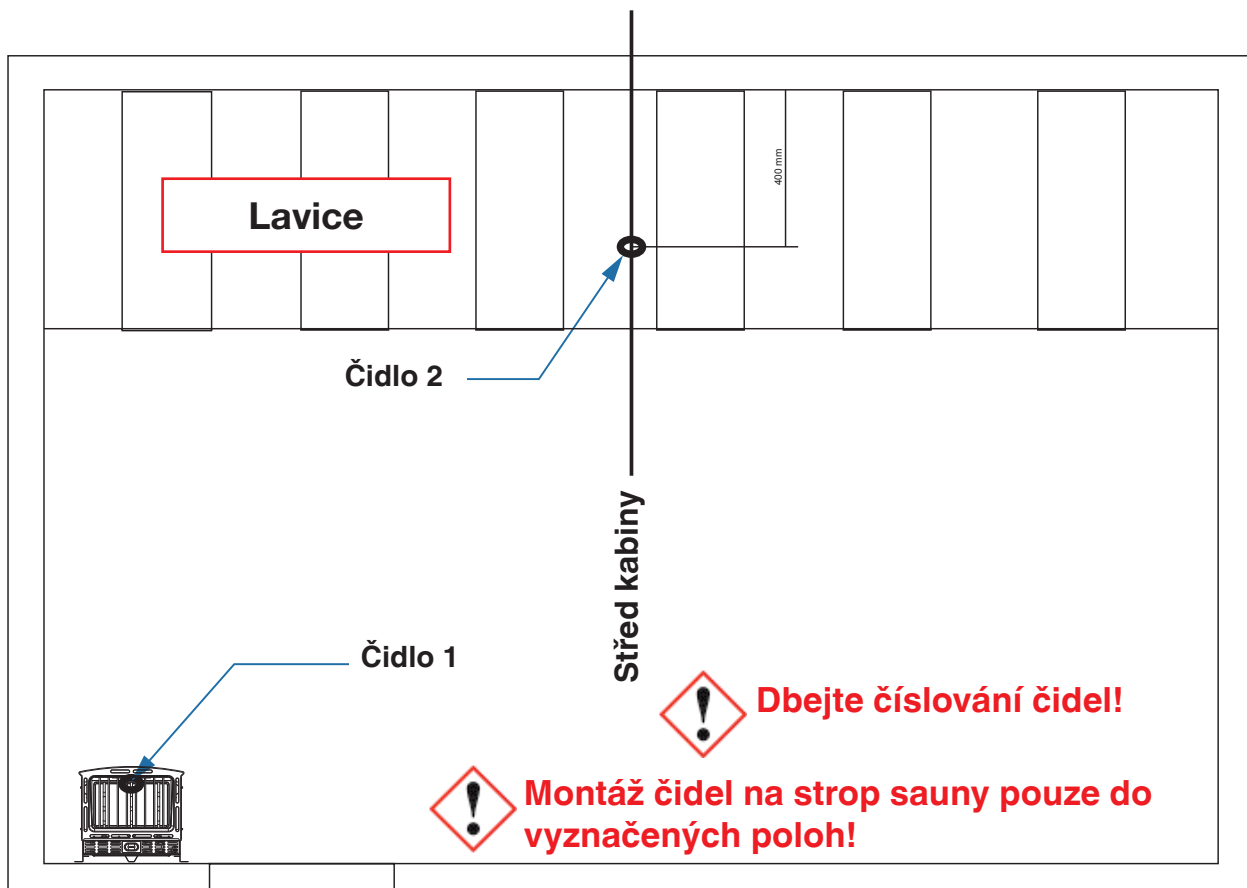 400 mm
Lavice
Čidlo 2
Střed kabiny
Čidlo 1
Dbejte číslování čidel!
Montáž čidel na strop sauny pouze do
vyznačených poloh!